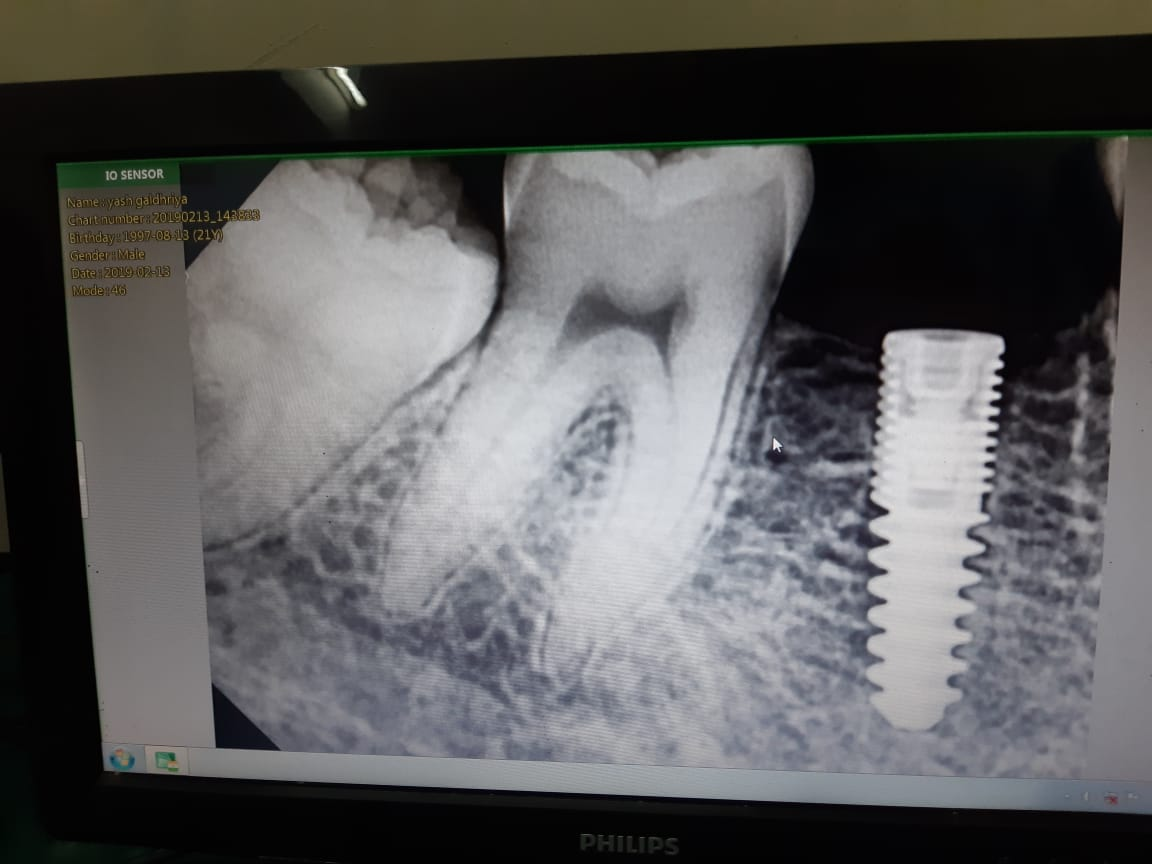 IO SENSOR
Name : yash galdhriya
Chart number : 20190213_143833
Birthday : 1997-08-13 (21Y)
Gender : Male
Date : 2019-02-13
Mode : 46
PHILIPS